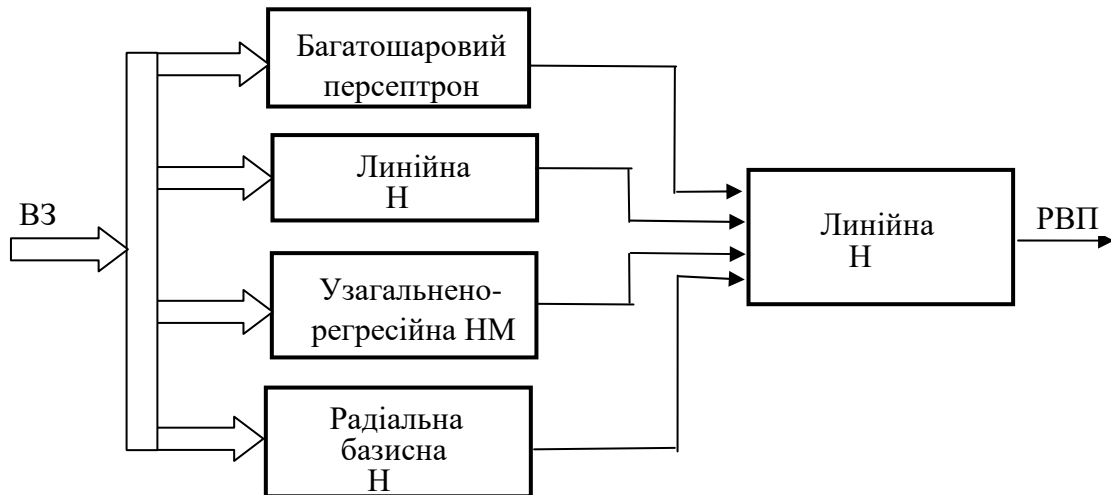 Багатошаровий
персептрон
Линійна
Н
ВЗ
Узагальнено-
регресійна НМ
Радіальна
базисна
Н
Линійна
Н
РВП